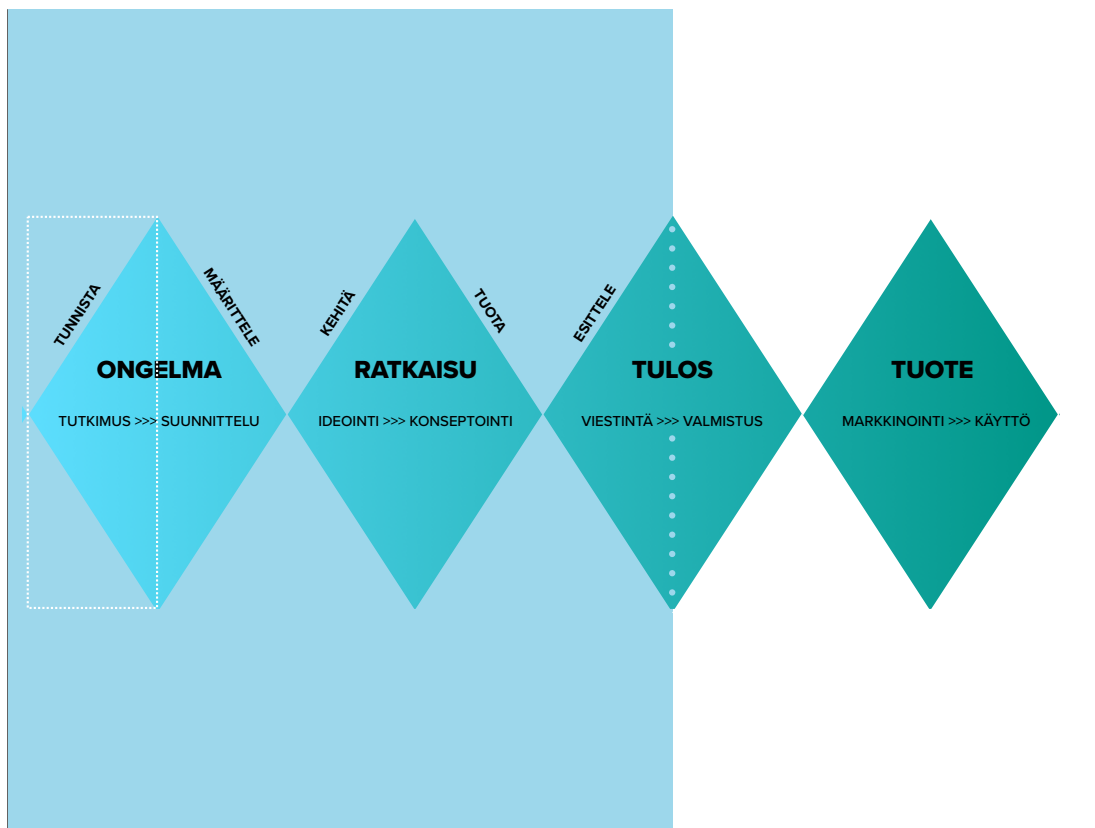 TUNNISTA
MÄÄRITTELE
KEHITÄ
TUOTA
ESITTELE
ONGELMA
RATKAISU
TULOS
TUOTE
TUTKIMUS >>> SUUNNITTELU
IDEOINTI >>> KONSEPTOINTI
VIESTINTÄ >>> VALMISTUS
MARKKINOINTI >>> KÄYTTÖ